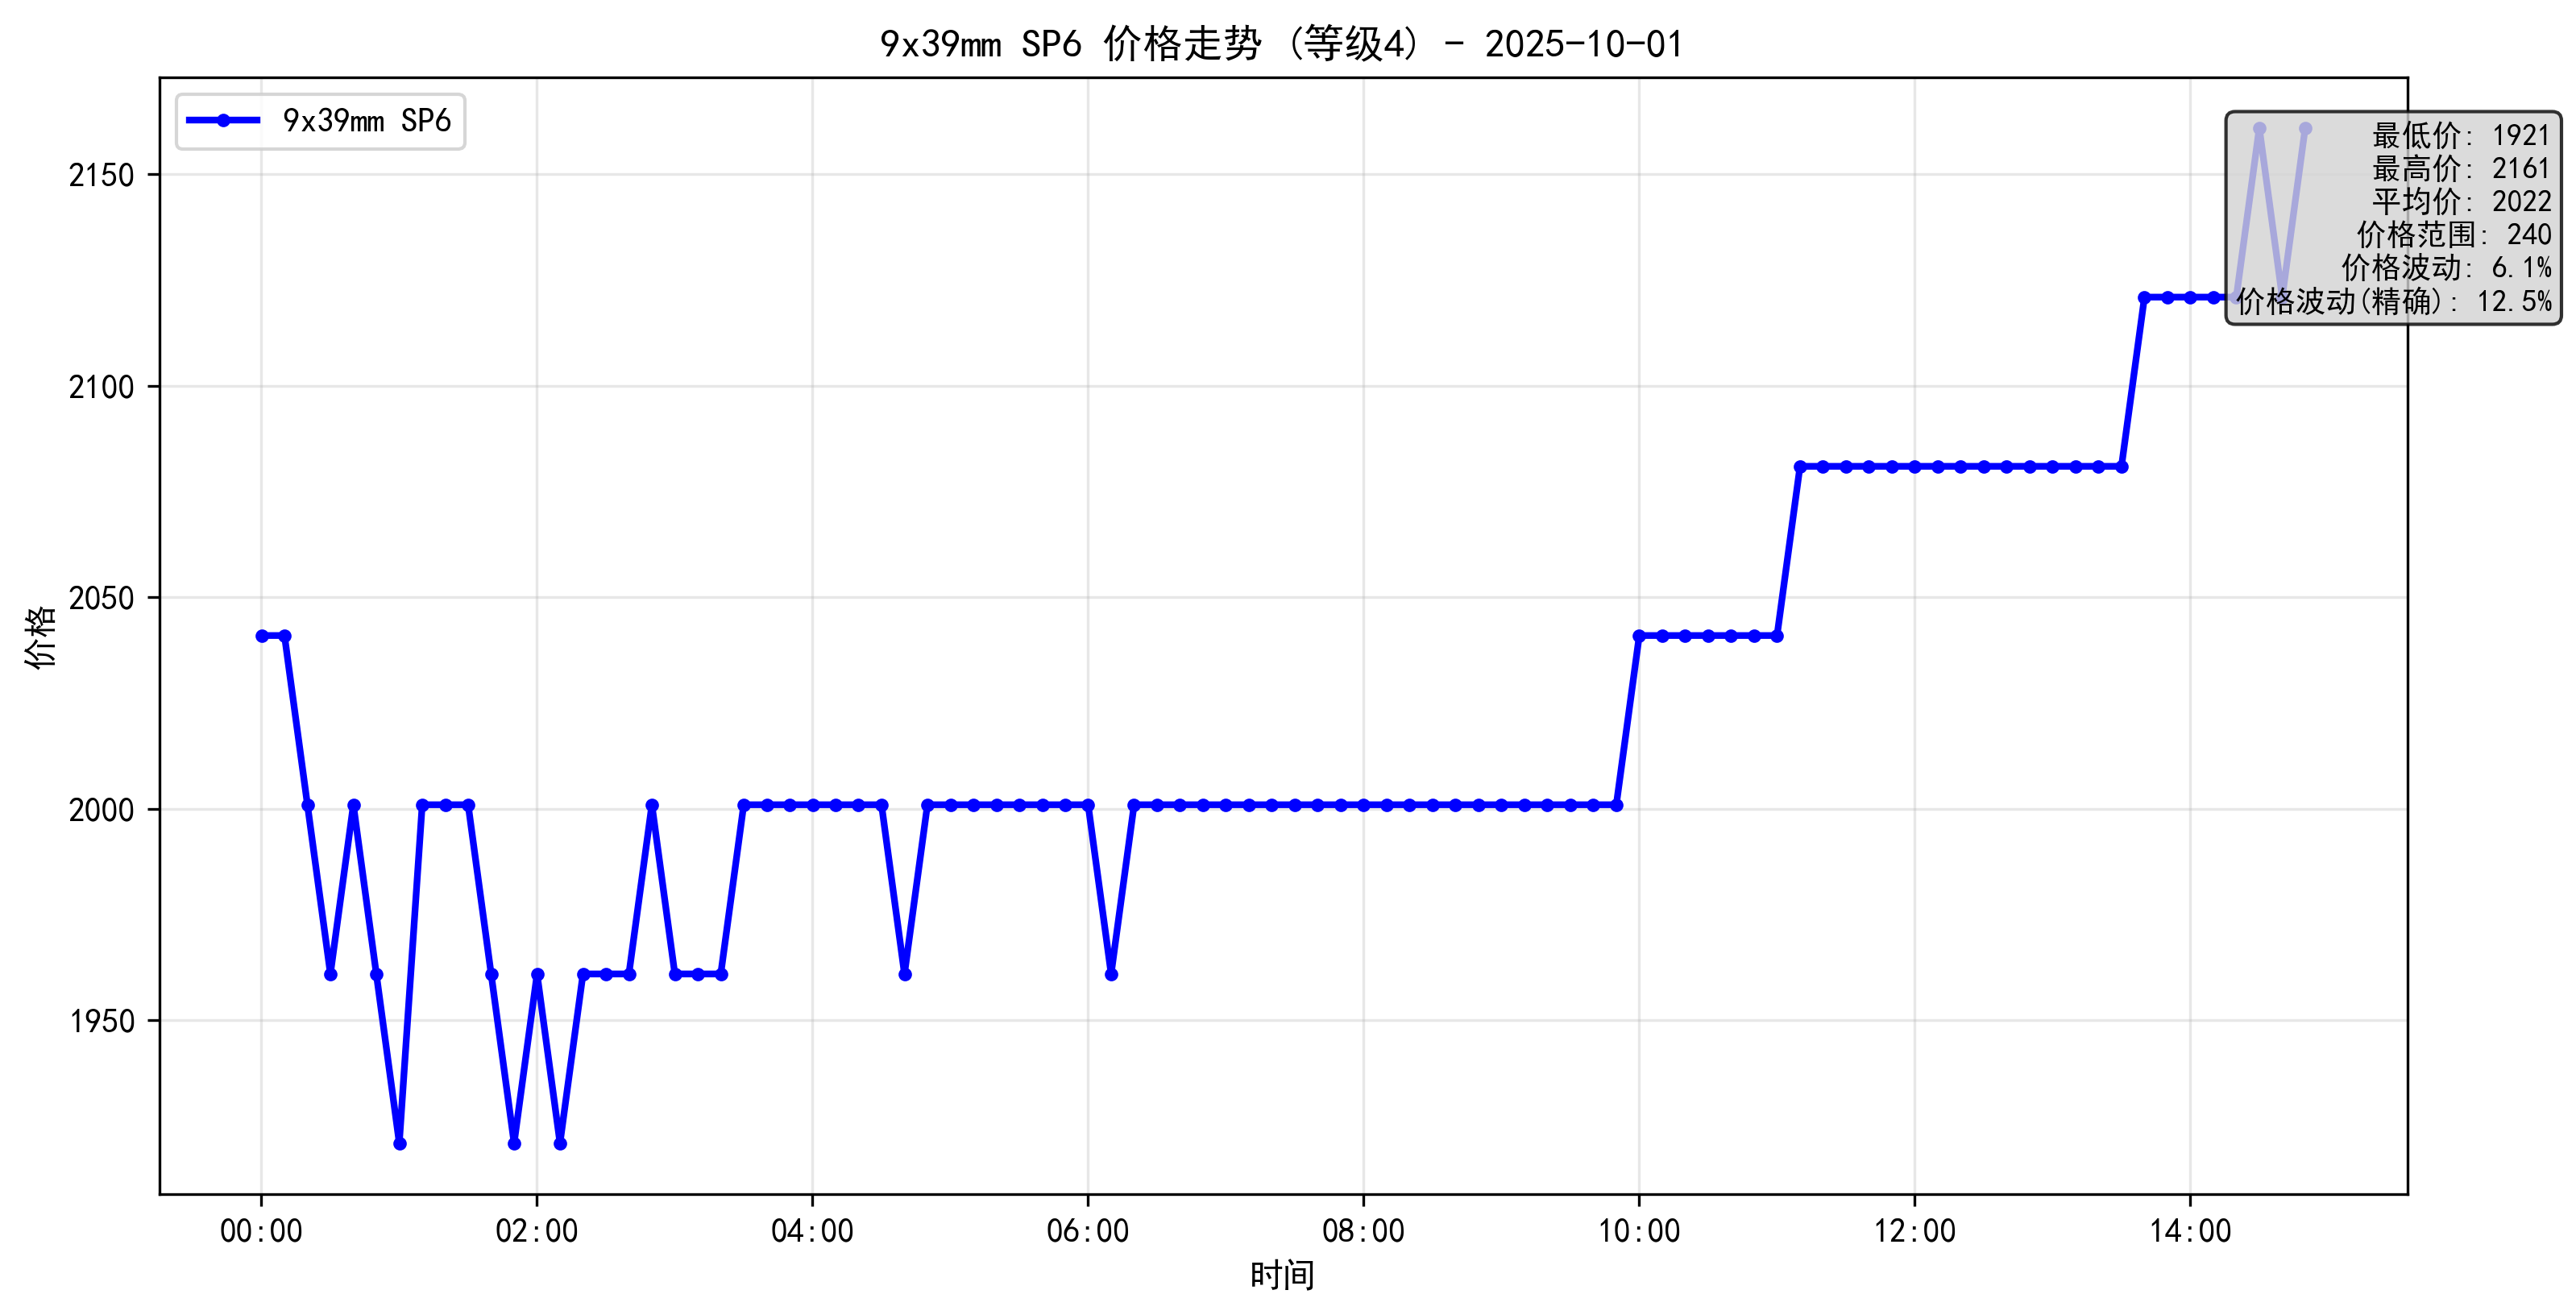 9x39mm SP6 价格走势 (等级4) - 2025-10-01
9x39mm SP6
最低价: 1921
最高价: 2161
平均价: 2022
价格范围: 240
价格波动: 6.1%
价格波动(精确): 12.5%
2150
2100
2050
2000
1950
价格
00:00 02:00 04:00 06:00 08:00 10:00 12:00 14:00
时间